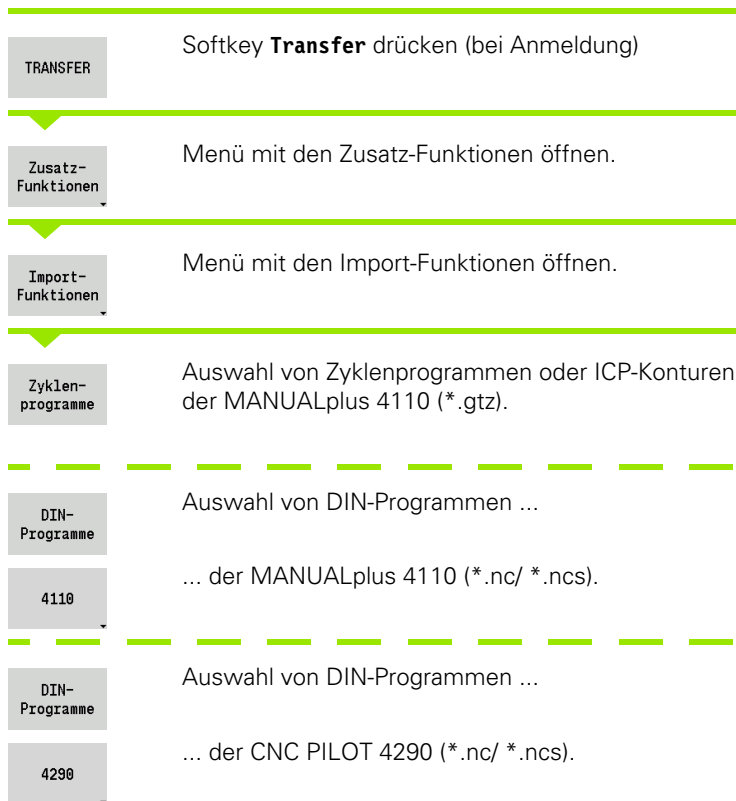 TRANSFER
Softkey Transfer drücken (bei Anmeldung)
Zusatz-
Funktionen
Menü mit den Zusatz-Funktionen öffnen.
Import-
Funktionen
Menü mit den Import-Funktionen öffnen.
Zyklen-
programme
Auswahl von Zyklenprogrammen oder ICP-Konturen
der MANUALplus 4110 (*.gtz).
DIN-
Programme
Auswahl von DIN-Programmen ...
4110
... der MANUALplus 4110 (*.nc/ *.ncs).
DIN-
Programme
Auswahl von DIN-Programmen ...
4290
... der CNC PILOT 4290 (*.nc/ *.ncs).